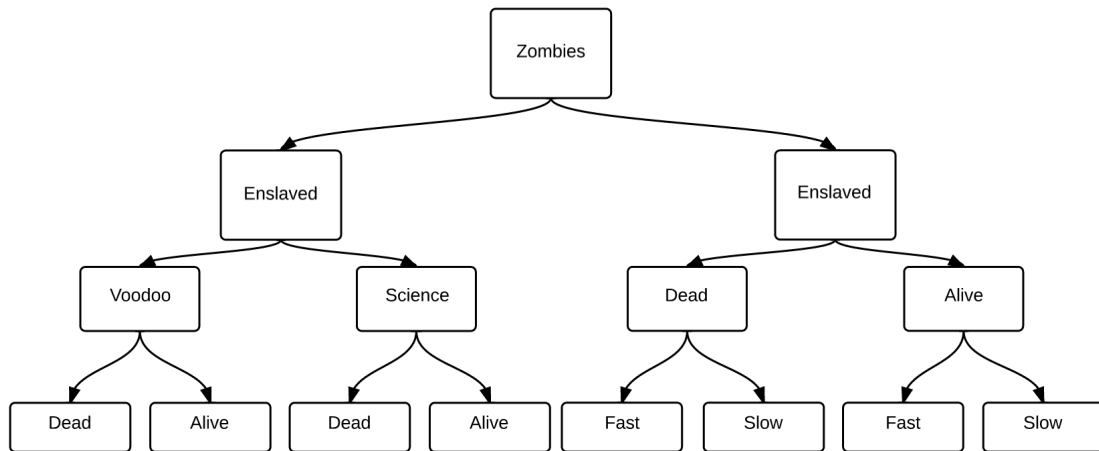 Zombies
Enslaved
Enslaved
Voodoo
Science
Dead
Alive
Dead
Alive
Dead
Alive
Fast
Slow
Fast
Slow